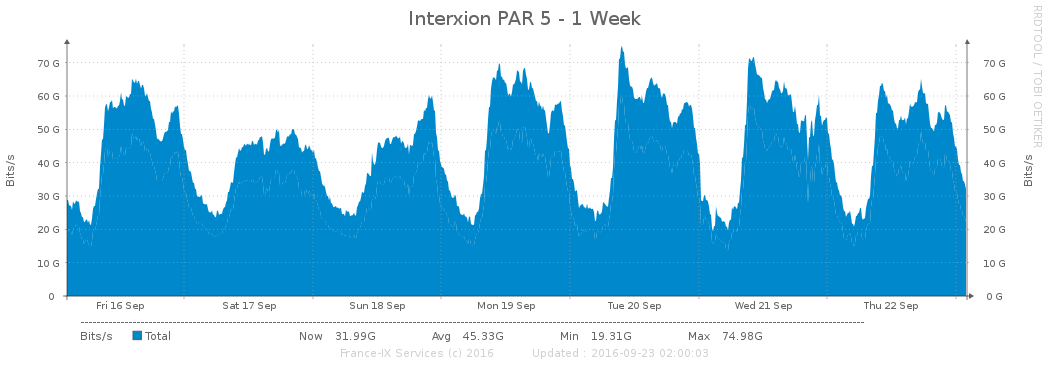 Interxion PAR 5 - 1 Week
RRDTOOL / TOBI OETIKER
Bits/s
70 G
60 G
50 G
40 G
30 G
20 G
10 G
0
70 G
60 G
50 G
40 G
30 G
20 G
10 G
0 G
Bits/s
Fri 16 Sep Sat 17 Sep Sun 18 Sep Mon 19 Sep Tue 20 Sep Wed 21 Sep Thu 22 Sep
Bits/s Total Now 31.99G Avg 45.33G Min 19.31G Max 74.98G
France-IX Services (c) 2016 Updated : 2016-09-23 02:00:03